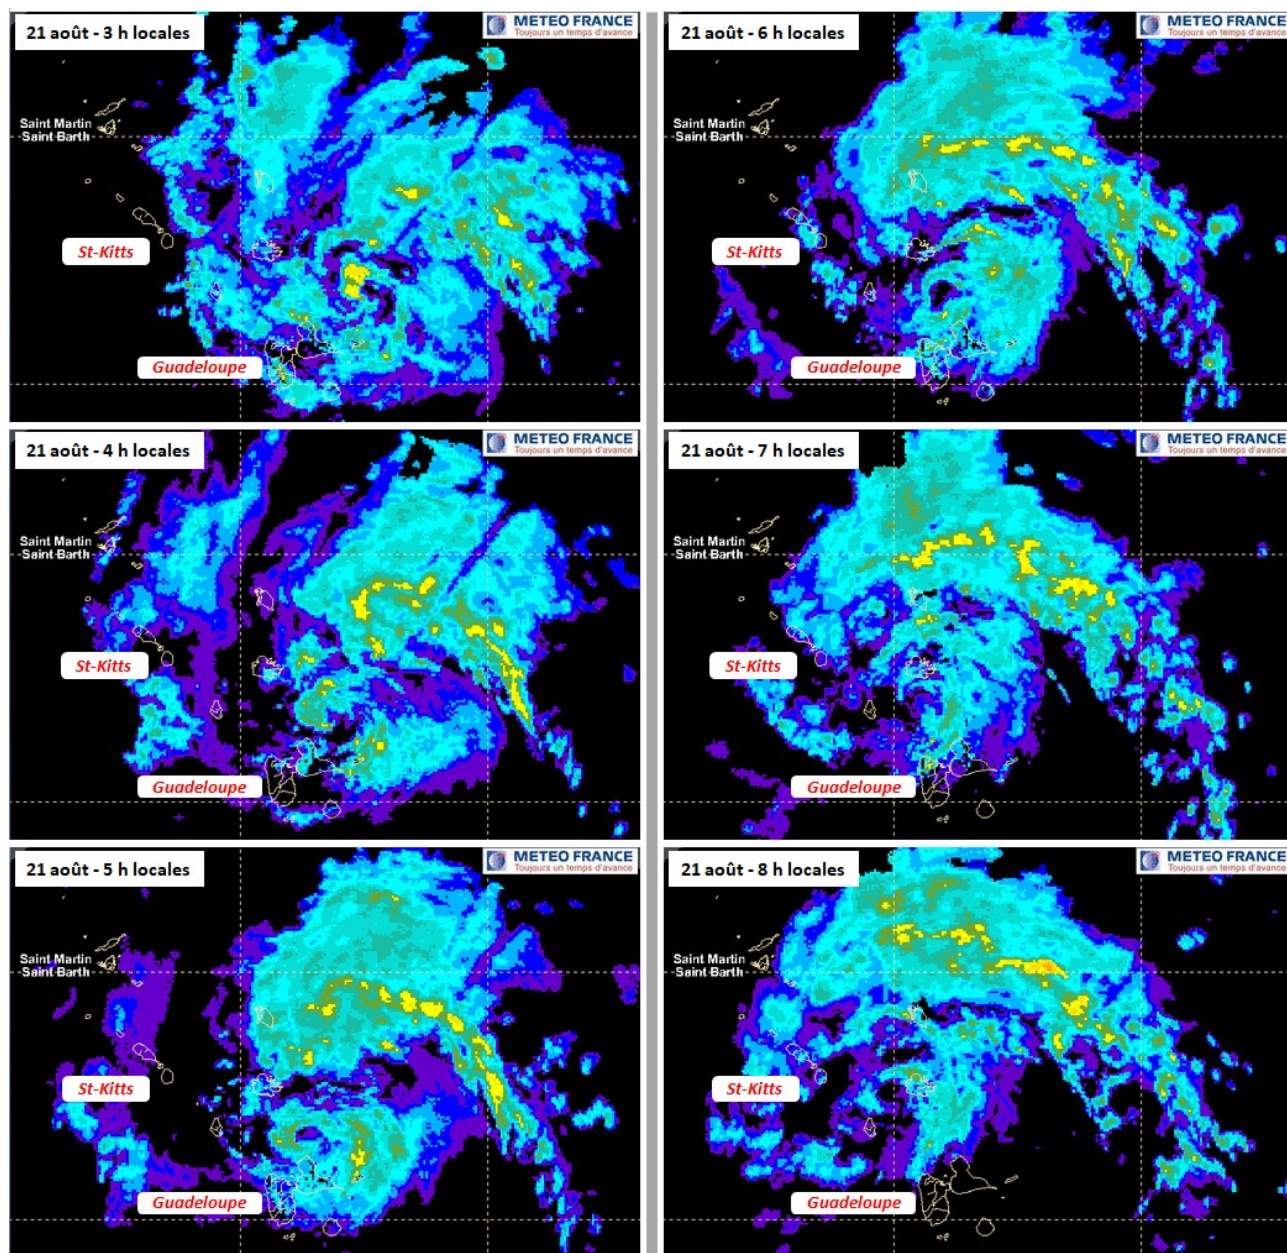 21 août - 3 h locales
METEO FRANCE
Toujours un temps d'avance
Saint Martin
Saint Barth
St-Kitts
Guadeloupe
21 août - 6 h locales
METEO FRANCE
Toujours un temps d'avance
Saint Martin
Saint Barth
St-Kitts
Guadeloupe
21 août - 4 h locales
METEO FRANCE
Toujours un temps d'avance
Saint Martin
Saint Barth
St-Kitts
Guadeloupe
21 août - 7 h locales
METEO FRANCE
Toujours un temps d'avance
Saint Martin
Saint Barth
St-Kitts
Guadeloupe
21 août - 5 h locales
METEO FRANCE
Toujours un temps d'avance
Saint Martin
Saint Barth
St-Kitts
Guadeloupe
21 août - 8 h locales
METEO FRANCE
Toujours un temps d'avance
Saint Martin
Saint Barth
St-Kitts
Guadeloupe